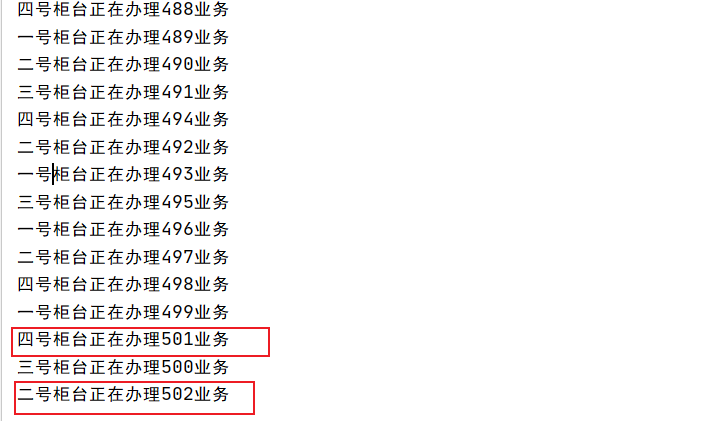 四号柜台正在办理488业务
一号柜台正在办理489业务
二号柜台正在办理490业务
三号柜台正在办理491业务
四号柜台正在办理494业务
二号柜台正在办理492业务
一号柜台正在办理493业务
三号柜台正在办理495业务
一号柜台正在办理496业务
二号柜台正在办理497业务
四号柜台正在办理498业务
一号柜台正在办理499业务
四号柜台正在办理501业务
三号柜台正在办理500业务
二号柜台正在办理502业务